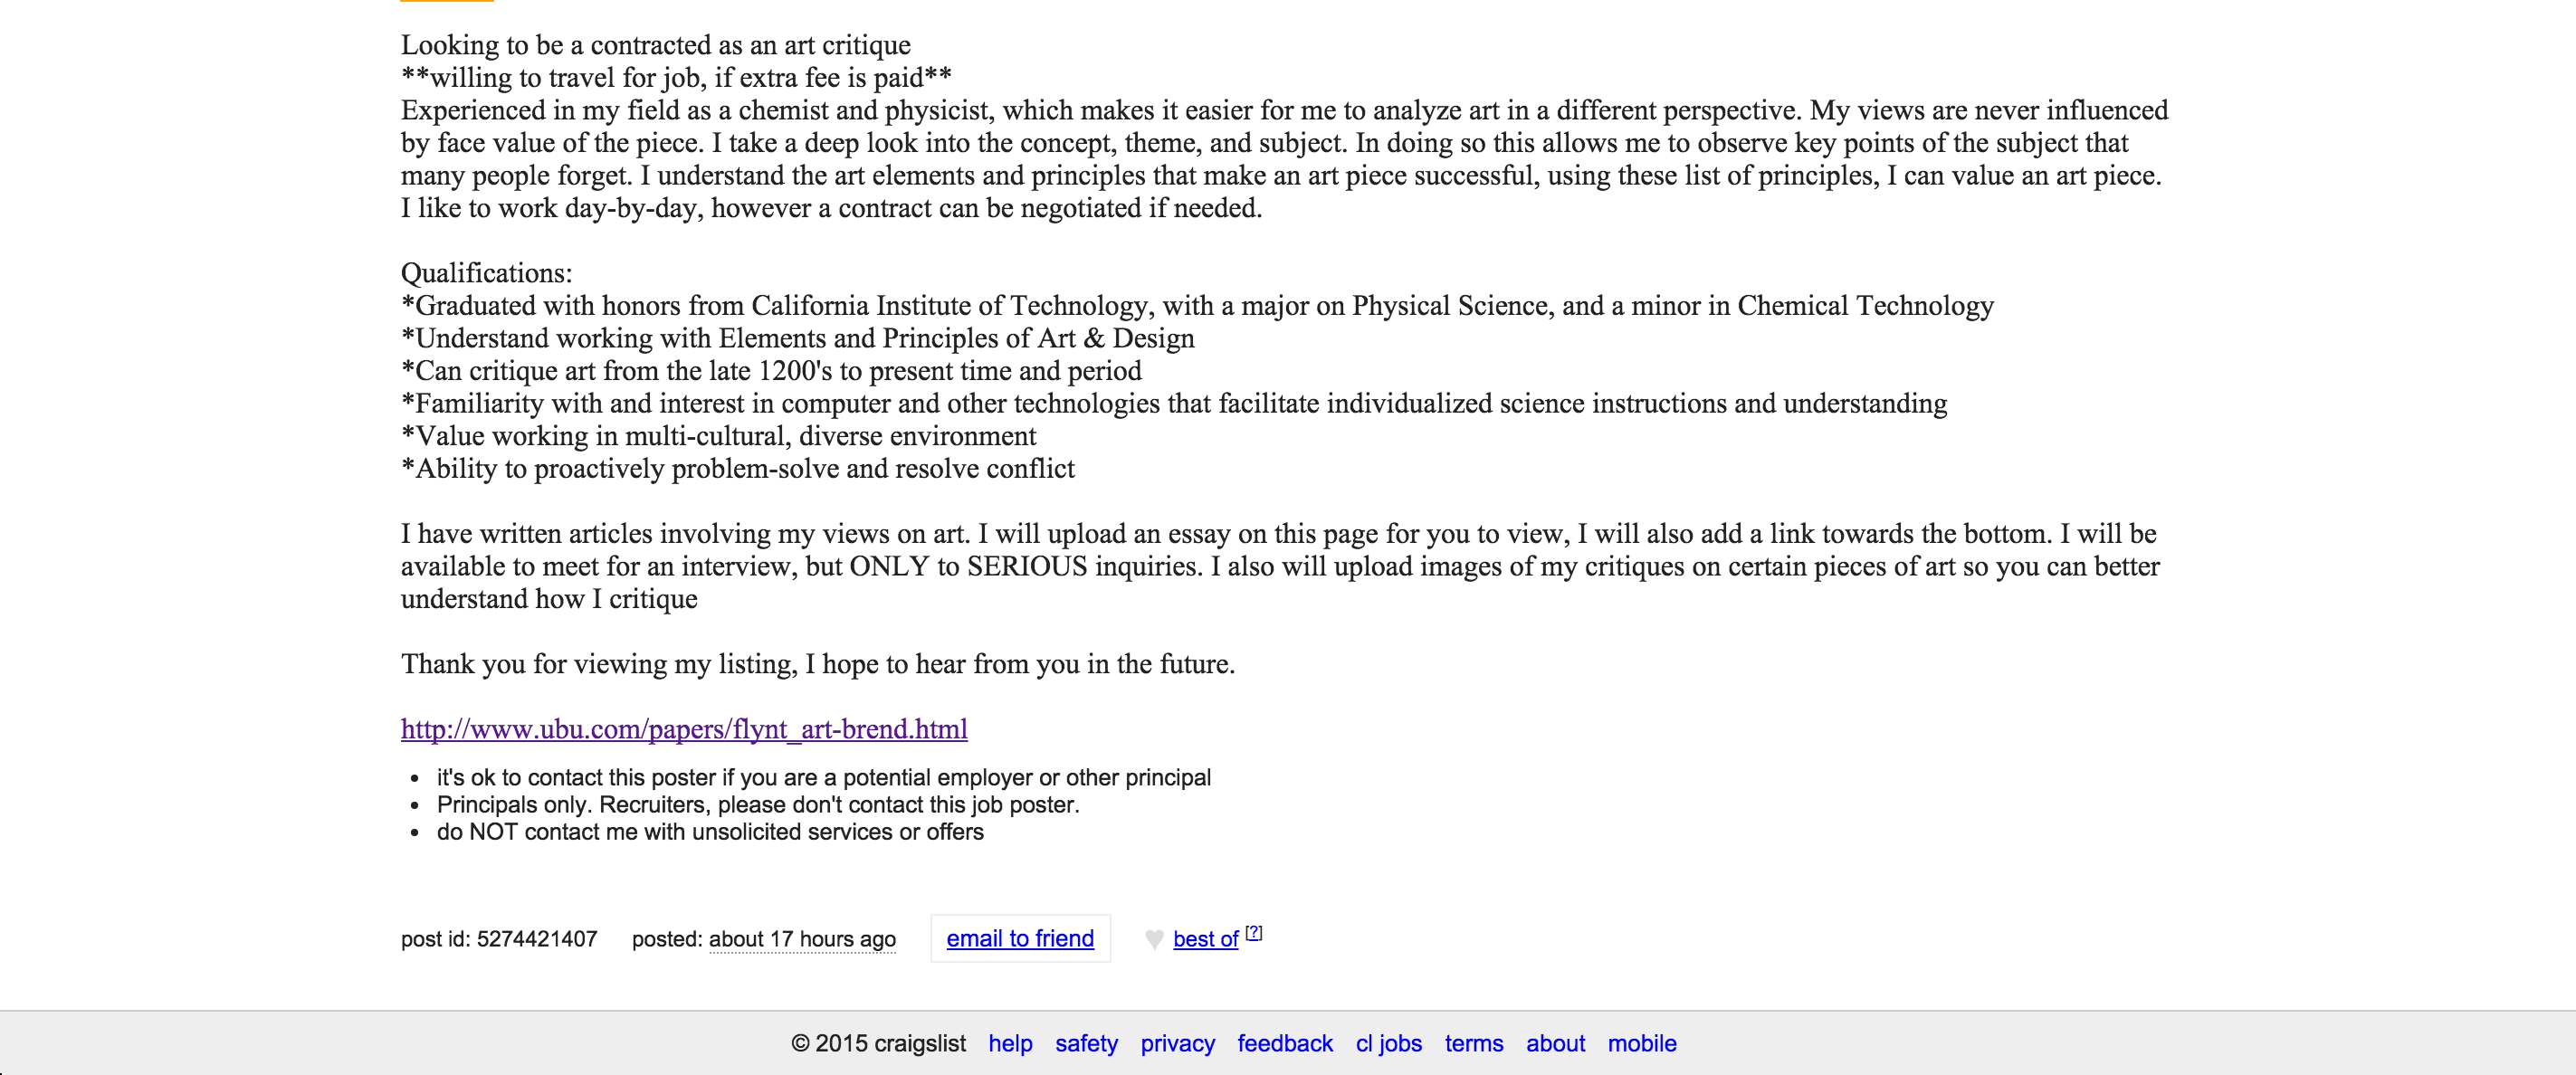 Looking to be a contracted as an art critique
**willing to travel for job, if extra fee is paid**
Experienced in my field as a chemist and physicist, which makes it easier for me to analyze art in a different perspective. My views are never influenced
by face value of the piece. I take a deep look into the concept, theme, and subject. In doing so this allows me to observe key points of the subject that
many people forget. I understand the art elements and principles that make an art piece successful, using these list of principles, I can value an art piece.
I like to work day-by-day, however a contract can be negotiated if needed.
Qualifications:
*Graduated with honors from California Institute of Technology, with a major on Physical Science, and a minor in Chemical Technology
*Understand working with Elements and Principles of Art & Design
*Can critique art from the late 1200's to present time and period
*Familiarity with and interest in computer and other technologies that facilitate individualized science instructions and understanding
*Value working in multi-cultural, diverse environment
*Ability to proactively problem-solve and resolve conflict
I have written articles involving my views on art. I will upload an essay on this page for you to view, I will also add a link towards the bottom. I will be
available to meet for an interview, but ONLY to SERIOUS inquiries. I also will upload images of my critiques on certain pieces of art so you can better
understand how I critique
Thank you for viewing my listing, I hope to hear from you in the future.
http://www.ubu.com/papers/flynt_art-brend.html
• it's ok to contact this poster if you are a potential employer or other principal
• Principals only. Recruiters, please don't contact this job poster.
• do NOT contact me with unsolicited services or offers
post id: 5274421407 posted: about 17 hours ago email to friend ♥ best of [?]
© 2015 craigslist help safety privacy feedback cl jobs terms about mobile